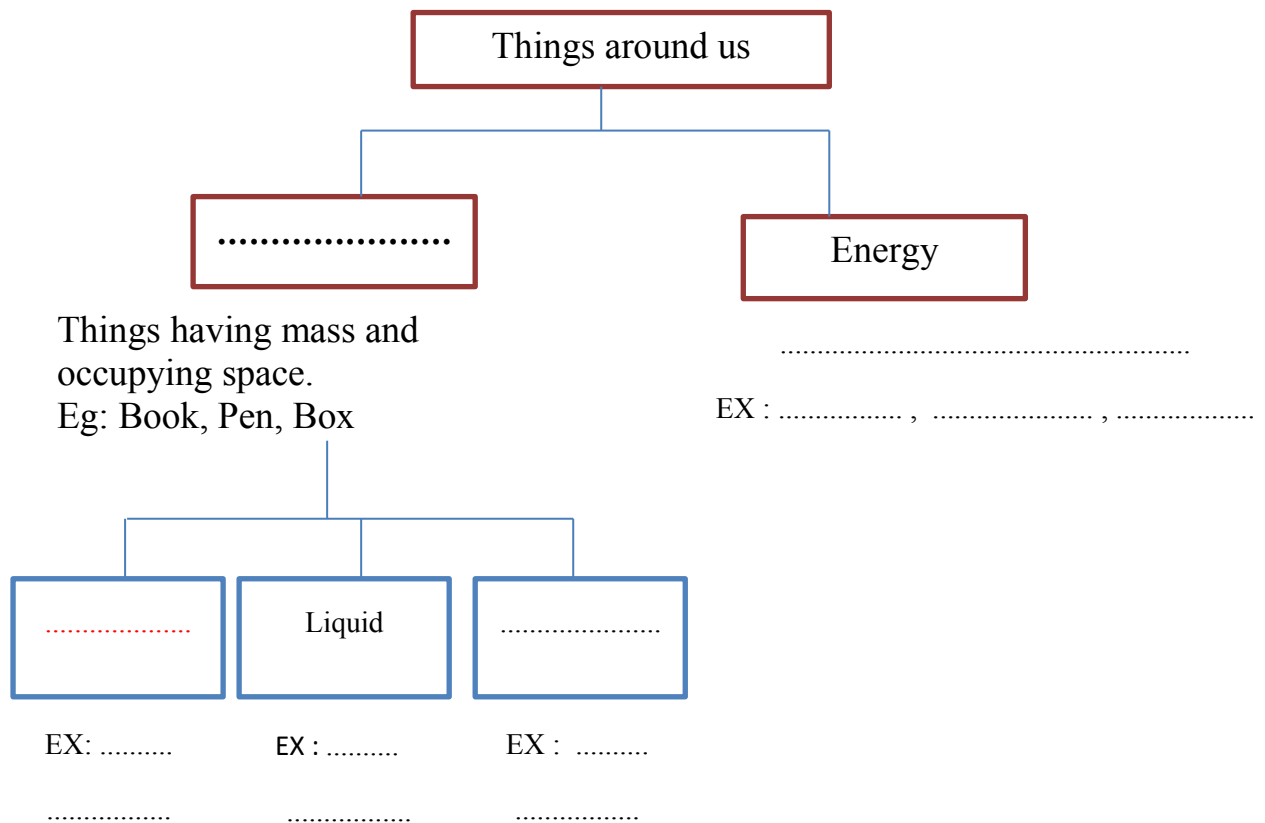 Things around us
......................
Energy
Things having mass and
occupying space.
Eg: Book, Pen, Box
.......................................................
EX : ................. , ...................... , ...................
....................
Liquid
......................
EX: ..........
EX : ..........
EX : ..........
.................
.................
.................